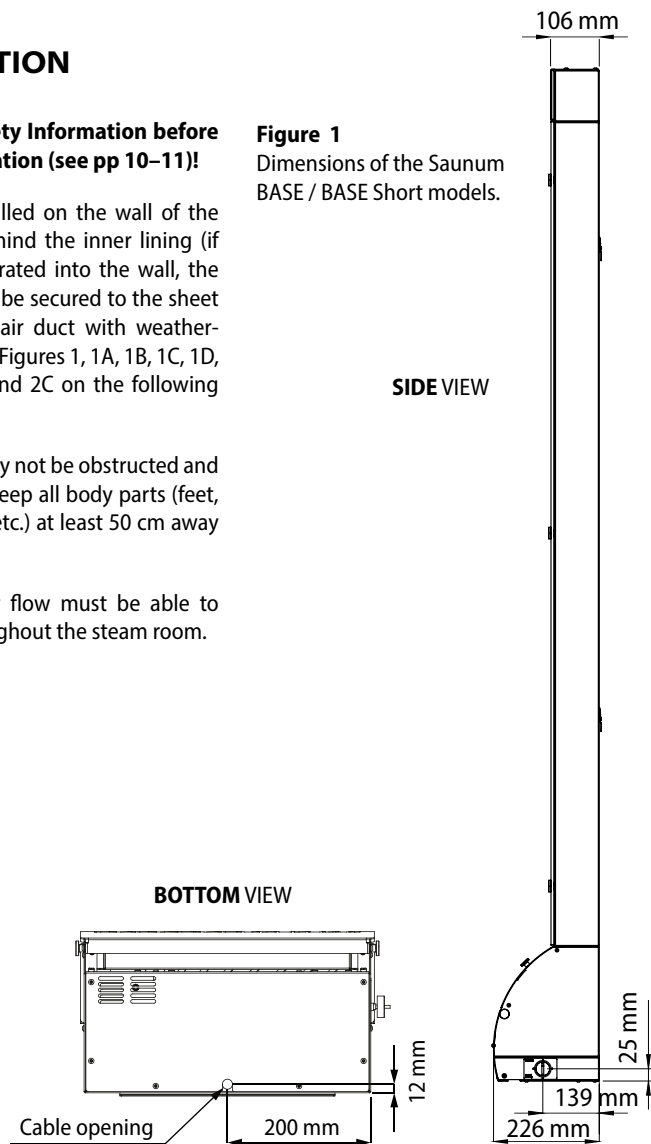 TION
ety Information before
ation (see pp 10–11)!
lled on the wall of the
hind the inner lining (if
rated into the wall, the
be secured to the sheet
air duct with weather-
Figures 1, 1A, 1B, 1C, 1D,
nd 2C on the following
y not be obstructed and
eep all body parts (feet,
etc.) at least 50 cm away
flow must be able to
ghout the steam room.
Figure 1
Dimensions of the Saunum
BASE / BASE Short models.
106 mm
SIDE VIEW
BOTTOM VIEW
Cable opening
200 mm
12 mm
25 mm
139 mm
226 mm